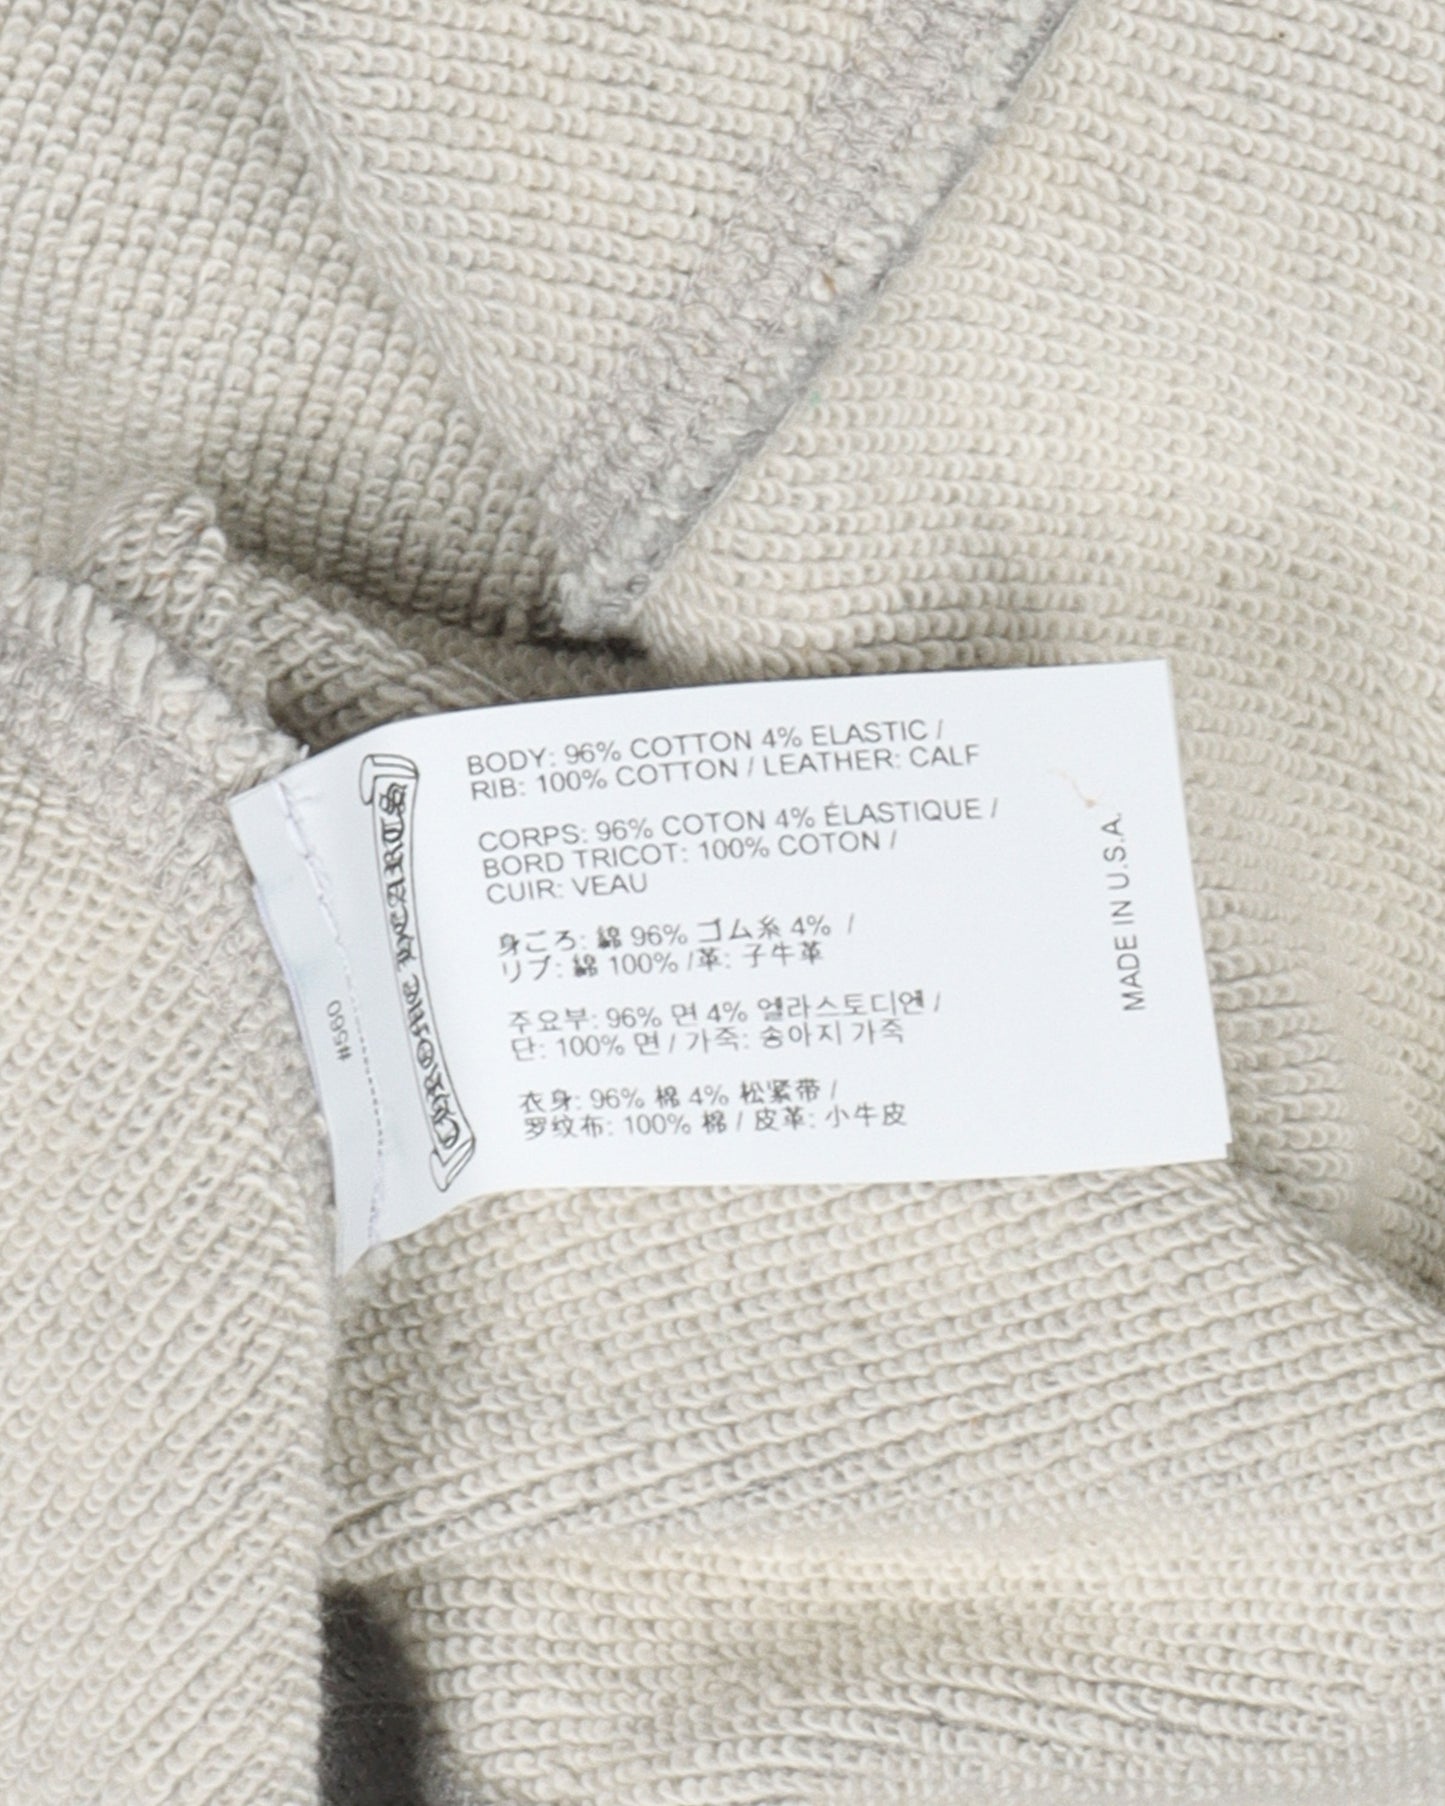 CHROME HEARTS
#560
BODY: 96% COTTON 4% ELASTIC /
RIB: 100% COTTON / LEATHER: CALF
CORPS: 96% COTON 4% ÉLASTIQUE /
BORD TRICOT: 100% COTON /
CUIR: VEAU
身ごろ: 綿 96% ゴム糸 4% /
リブ: 綿 100% /革: 子牛革
주요부: 96% 면 4% 엘라스토디엔 /
단: 100% 면 / 가죽: 송아지 가죽
衣身: 96% 棉 4% 松紧带 /
罗纹布: 100% 棉 / 皮革: 小牛皮
MADE IN U.S.A.